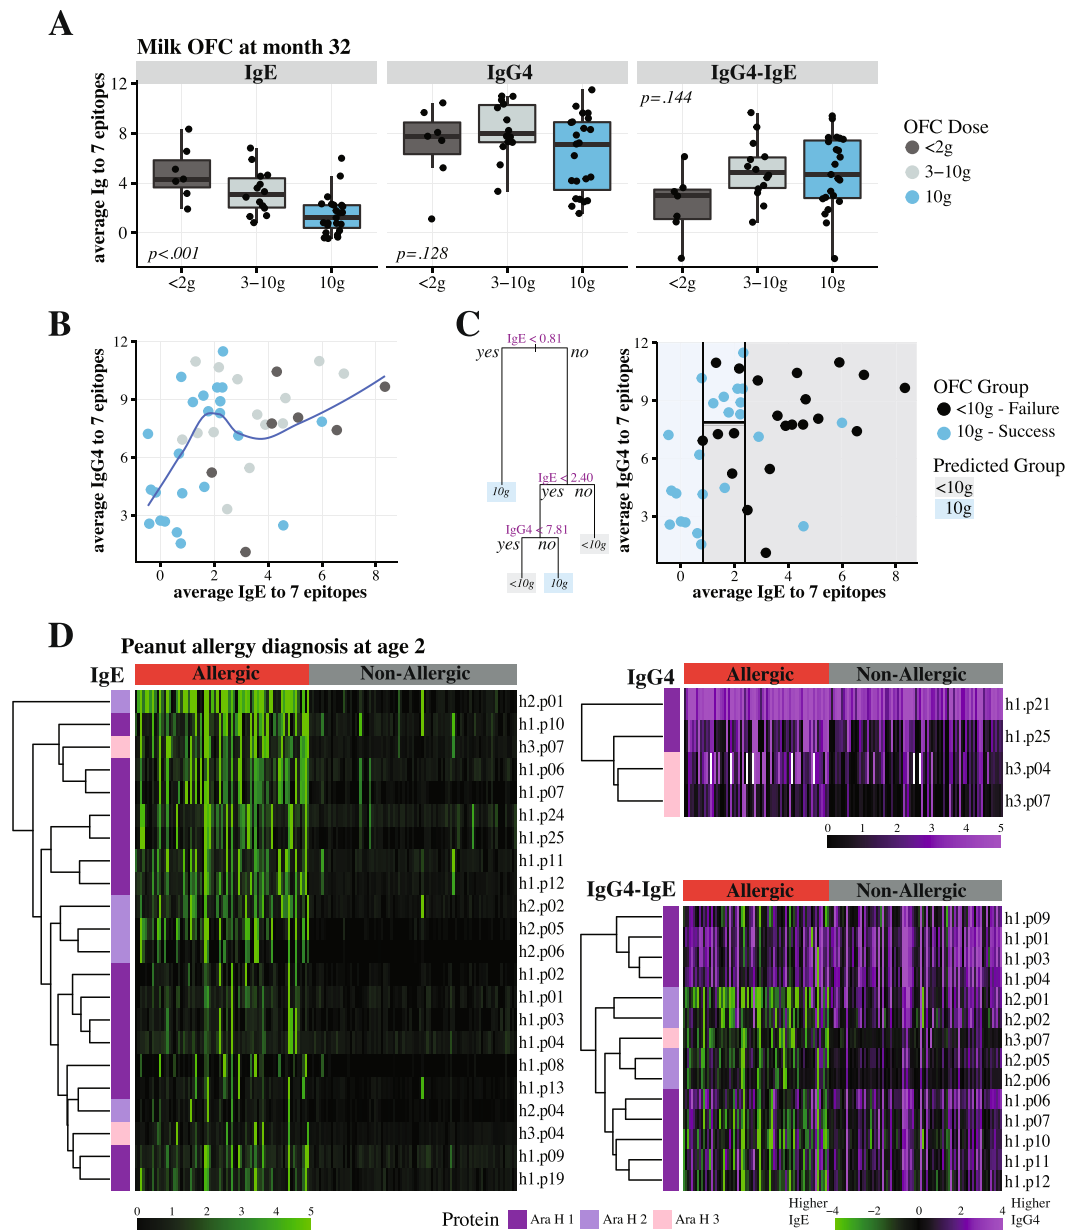 A
Milk OFC at month 32
IgE
IgG4
IgG4-IgE
average Ig to 7 epitopes
12
8
4
0
p<.001
p=.128
p=.144
<2g
3–10g
10g
<2g
3–10g
10g
<2g
3–10g
10g
OFC Dose
<2g
3–10g
10g
B
average IgG4 to 7 epitopes
12
9
6
3
0
2
4
6
8
average IgE to 7 epitopes
C
IgE < 0.81
yes
no
10g
IgE < 2.40
yes
no
IgG4 < 7.81
yes
no
<10g
<10g
10g
average IgG4 to 7 epitopes
12
9
6
3
0
2
4
6
8
average IgE to 7 epitopes
OFC Group
<10g - Failure
10g - Success
Predicted Group
<10g
10g
D
Peanut allergy diagnosis at age 2
IgE
Allergic
Non-Allergic
h2.p01
h1.p10
h3.p07
h1.p06
h1.p07
h1.p24
h1.p25
h1.p11
h1.p12
h2.p02
h2.p05
h2.p06
h1.p02
h1.p01
h1.p03
h1.p04
h1.p08
h1.p13
h2.p04
h3.p04
h1.p09
h1.p19
0
1
2
3
4
5
IgG4
Allergic
Non-Allergic
h1.p21
h1.p25
h3.p04
h3.p07
0
1
2
3
4
5
IgG4-IgE
Allergic
Non-Allergic
h1.p09
h1.p01
h1.p03
h1.p04
h2.p01
h2.p02
h3.p07
h2.p05
h2.p06
h1.p06
h1.p07
h1.p10
h1.p11
h1.p12
Protein
Ara H 1
Ara H 2
Ara H 3
Higher
IgE
−4
−2
0
2
4
Higher
IgG4